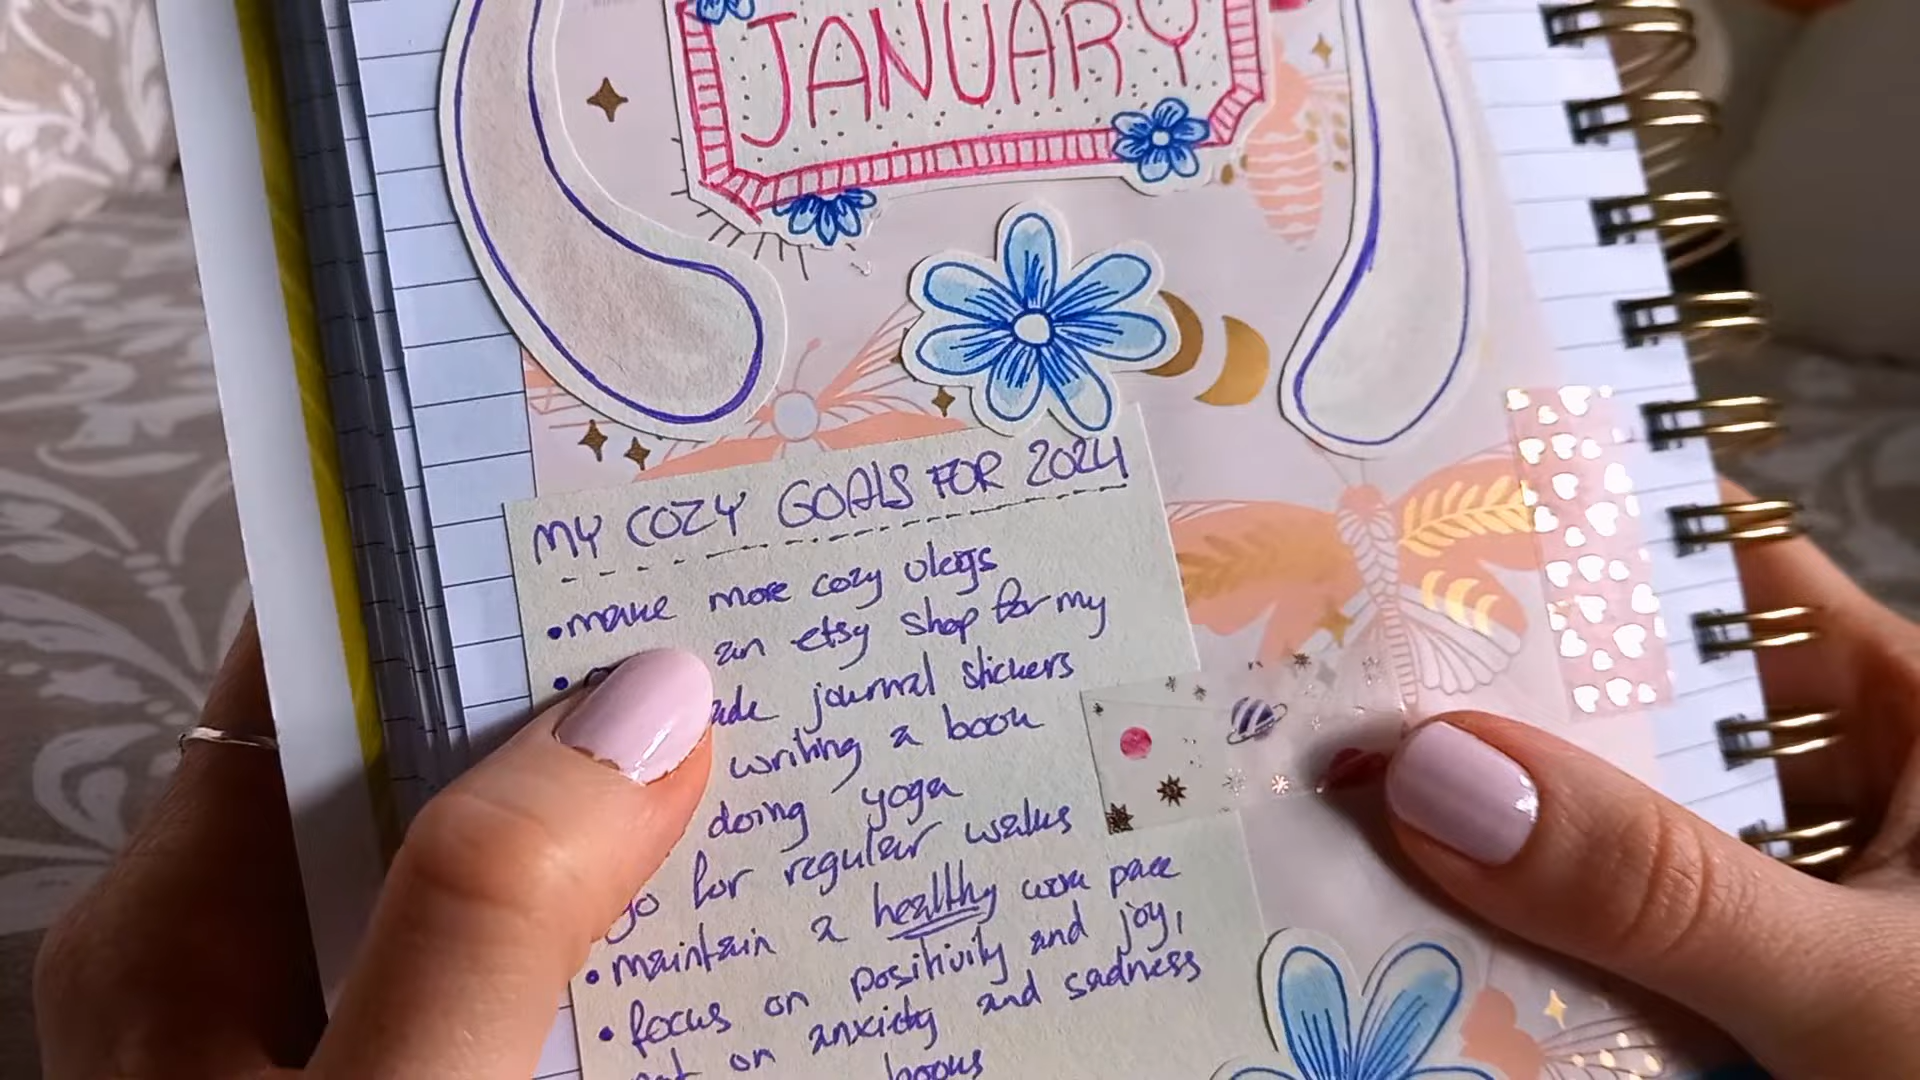 JANUARY
MY COZY GOALS FOR 2024
• make more cozy vlogs
• an etsy shop for my
journal stickers
writing a book
doing yoga
go for regular walks
• maintain a healthy work pace
• focus on positivity and joy,
on anxiety and sadness
books